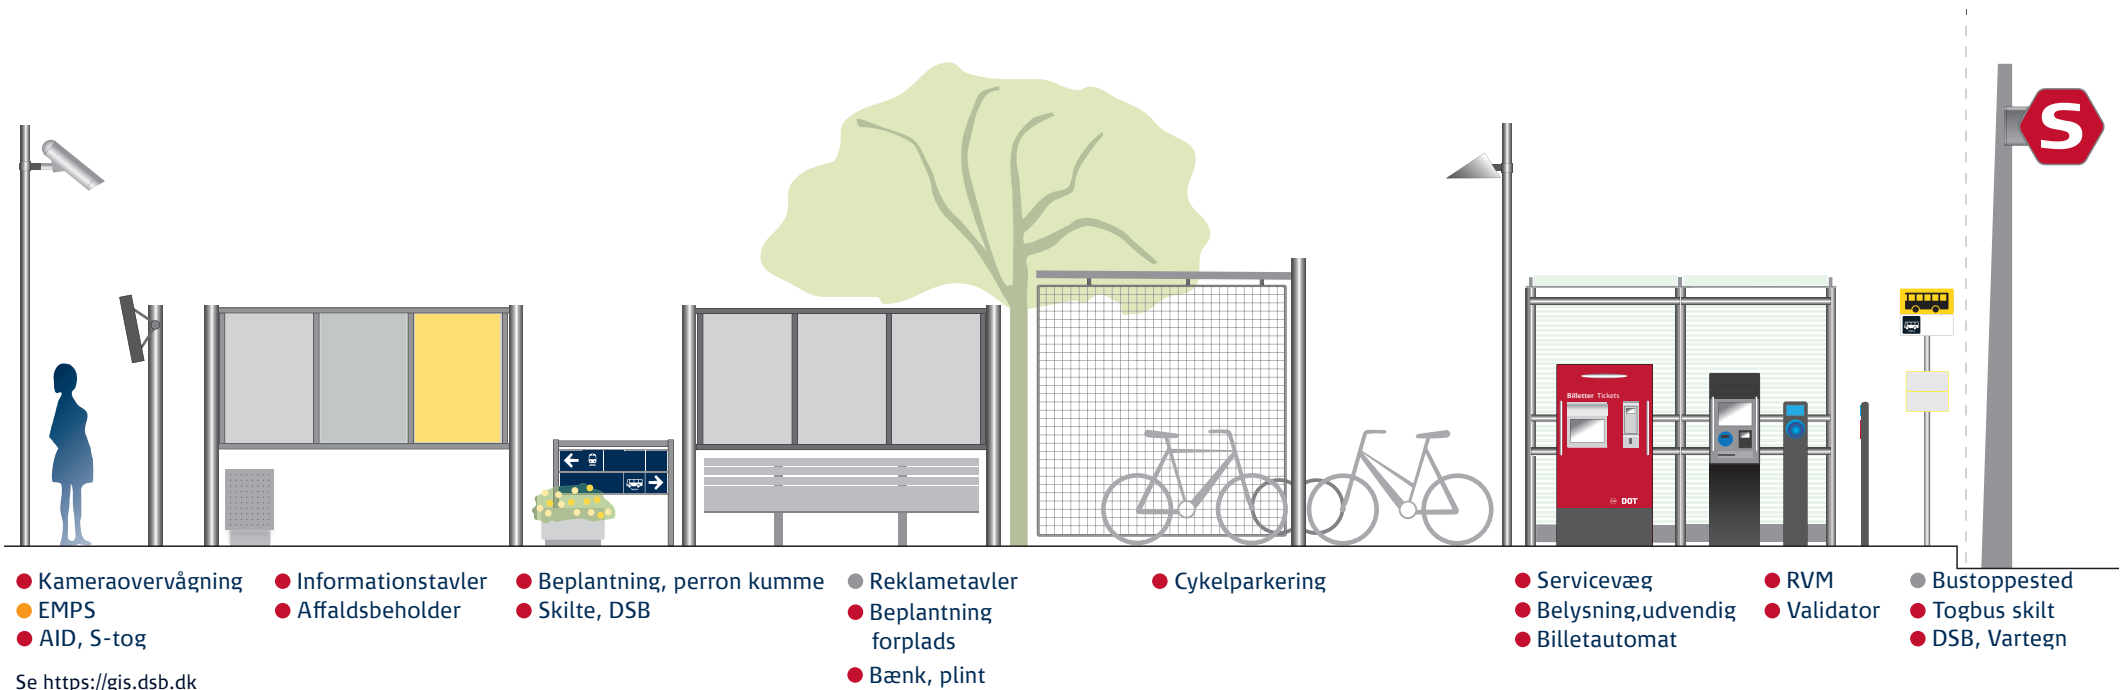 S
Billetter Tickets
DOT
Kameraovervågning
EMPS
AID, S-tog
Informationstavler
Affaldsbeholder
Beplantning, perron kumme
Skilte, DSB
Reklametavler
Beplantning
forplads
Bænk, plint
Cykelparkering
Servicevæg
Belysning,udvendig
Billetautomat
RVM
Validator
Bustoppested
Togbus skilt
DSB, Vartegn
Se https://gis.dsb.dk